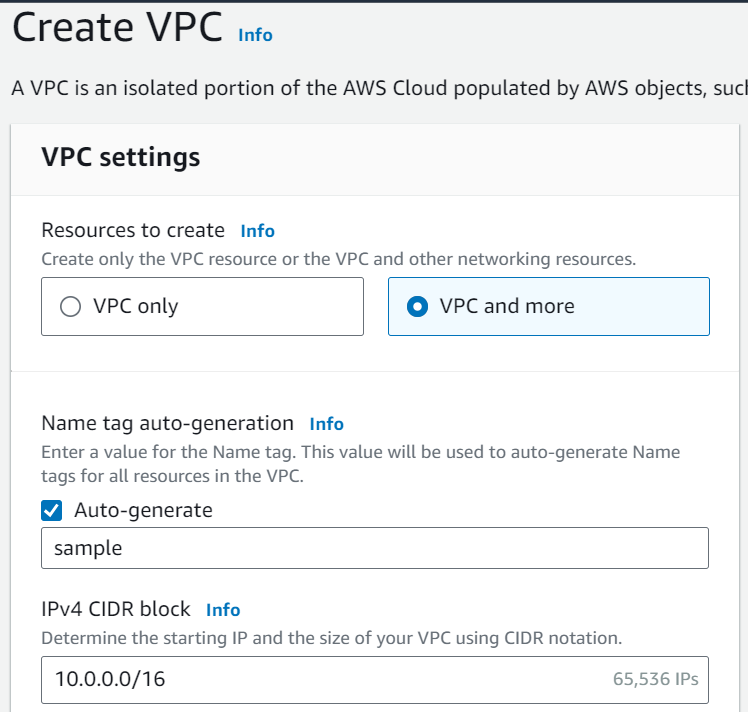 Create VPC Info
A VPC is an isolated portion of the AWS Cloud populated by AWS objects,
VPC settings
Resources to create Info
Create only the VPC resource or the VPC and other networking resources.
VPC only VPC and more
Name tag auto-generation Info
Enter a value for the Name tag. This value will be used to auto-generate Name
tags for all resources in the VPC.
Auto-generate
sample
IPv4 CIDR block Info
Determine the starting IP and the size of your VPC using CIDR notation.
10.0.0.0/16 65,536 IPs